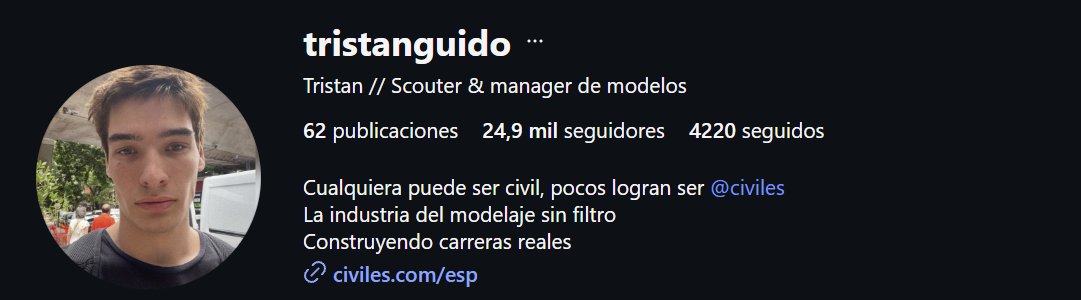 tristanguido ...
Tristan // Scouter & manager de modelos
62 publicaciones 24,9 mil seguidores 4220 seguidos
Cualquiera puede ser civil, pocos logran ser @civiles
La industria del modelaje sin filtro
Construyendo carreras reales
civiles.com/esp